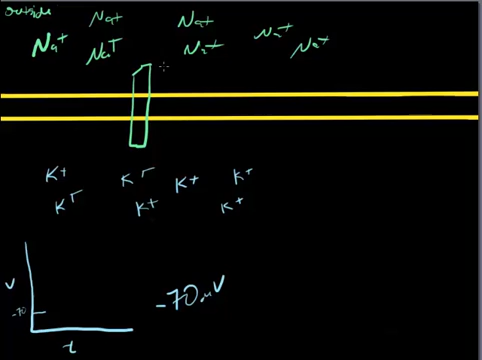 outside
Na+ Na+ Na+
Na+ Na+ Na+ Na+
K+ K+ K+ K+
K+ K+ K+
V
-70
-70mV
t